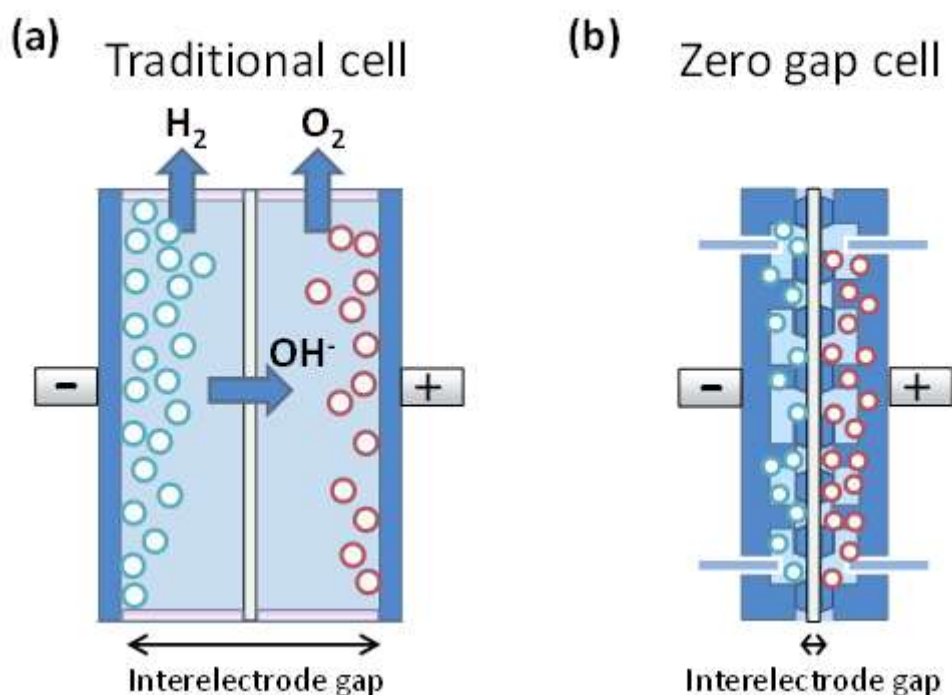 (a)
Traditional cell
H₂
O₂
OH⁻
-
+
Interelectrode gap
(b)
Zero gap cell
-
+
Interelectrode gap